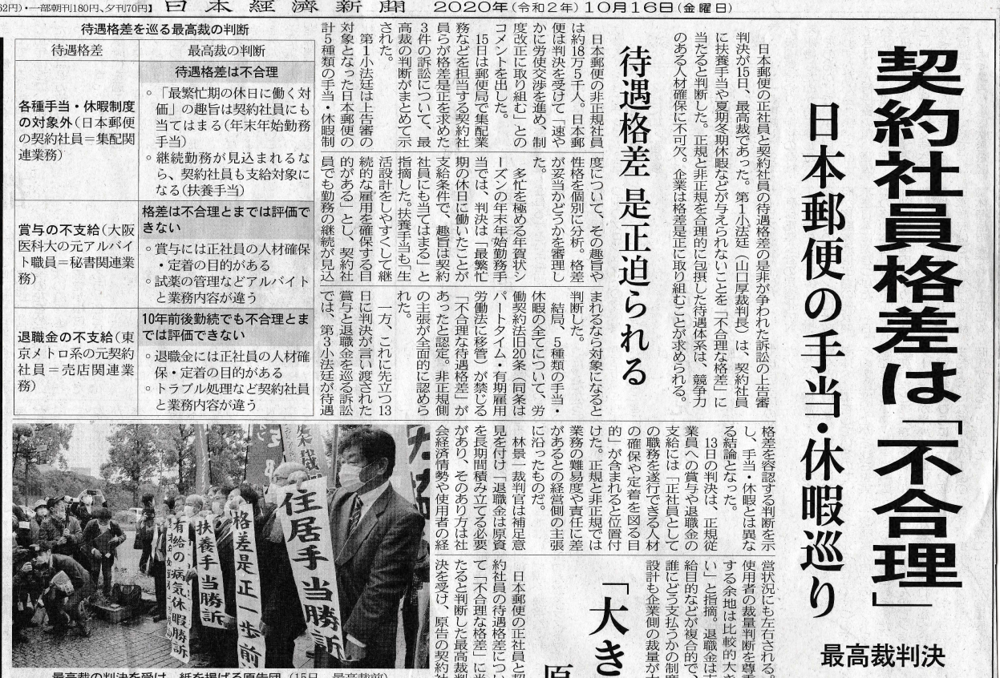 62円)・一部朝刊180円、夕刊70円】
日本経済新聞
2020年(令和2年)10月16日(金曜日)
契約社員格差は「不合理」
日本郵便の手当・休暇巡り
最高裁判決
日本郵便の正社員と契約社員の待遇格差の是非が争われた訴訟の上告審
判決が15日、最高裁であった。第1小法廷（山口厚裁判長）は、契約社員
に扶養手当や夏期冬期休暇などが与えられないことを「不合理な格差」に
当たると判断した。正規と非正規を合理的に包摂した待遇体系は、競争力
のある人材確保に不可欠。企業は格差是正に取り組むことが求められる。
待遇格差 是正迫られる
日本郵便の非正規社員
は約18万5千人。日本郵
便は判決を受けて「速や
かに労使交渉を進め、制
度改正に取り組む」との
コメントを出した。
15日は郵便局で集配業
務などを担当する契約社
員らが格差是正を求めた
3件の訴訟について、最
高裁の判断がまとめて示
された。
第1小法廷は上告審の
対象となった日本郵便の
計5種類の手当・休暇制
度について、その趣旨や
性格を個別に分析。格差
が妥当かどうかを審理し
た。
多忙を極める年賀状シ
ーズンの年末年始勤務手
当では、判決は「最繁忙
期の休日に働いたことが
支給条件で、趣旨は契約
社員にも当てはまる」と
指摘した。扶養手当も「生
活設計をしやすくして継
続的な雇用を確保する目
的がある」とし、契約社
員でも勤務の継続が見込
まれるなら対象になると
判断した。
結局、5種類の手当・
休暇の全てについて、労
働契約法旧20条（同条は
パートタイム・有期雇用
労働法に移管）が禁じる
「不合理な待遇格差」が
あったと認定。非正規側
の主張が全面的に認めら
れた。
一方、これに先立つ13
日に判決が言い渡された
賞与と退職金を巡る訴訟
では、第3小法廷が待遇
格差を容認する判断を示
し、手当・休暇とは異な
る結論となった。
13日の判決は、正規従
業員への賞与や退職金の
支給には「正社員として
の職務を遂行できる人材
の確保や定着を図る目
的」が含まれると位置付
けた。正規と非正規では
業務の難易度や責任に差
があるとの経営側の主張
に沿ったものだ。
林景一裁判官は補足意
見を付け「退職金は原資
を長期間積み立てる必要
があり、そのあり方は社
会経済情勢や使用者の経
営状況にも左右される。
使用者の裁量判断を尊重
する余地は比較的大き
い」と指摘。退職金は支
給目的などが複合的で、
誰にどう支払うかの制度
設計も企業側の裁量が大
「大き
原
日本郵便の正社員と契
約社員の待遇格差につい
て「不合理な格差」に当
たると判断した最高裁判
決を受け、原告の契約社
待遇格差を巡る最高裁の判断
待遇格差
最高裁の判断
各種手当・休暇制度
の対象外(日本郵便
の契約社員＝集配関
連業務)
待遇格差は不合理
○「最繁忙期の休日に働く対
価」の趣旨は契約社員にも
当てはまる(年末年始勤務
手当)
○継続勤務が見込まれるな
ら、契約社員も支給対象に
なる(扶養手当)
賞与の不支給(大阪
医科大の元アルバイ
ト職員＝秘書関連業
務)
格差は不合理とまでは評価で
きない
○賞与には正社員の人材確保
・定着の目的がある
○試薬の管理などアルバイト
と業務内容が違う
退職金の不支給(東
京メトロ系の元契約
社員＝売店関連業
務)
10年前後勤続でも不合理とま
では評価できない
○退職金には正社員の人材確
保・定着の目的がある
○トラブル処理など契約社員
と業務内容が違う
住居手当勝訴
格差是正一歩前
扶養手当勝訴
有給の病気休暇勝訴
最高裁の判決を受け、紙を掲げる原告団(15日、最高裁前)